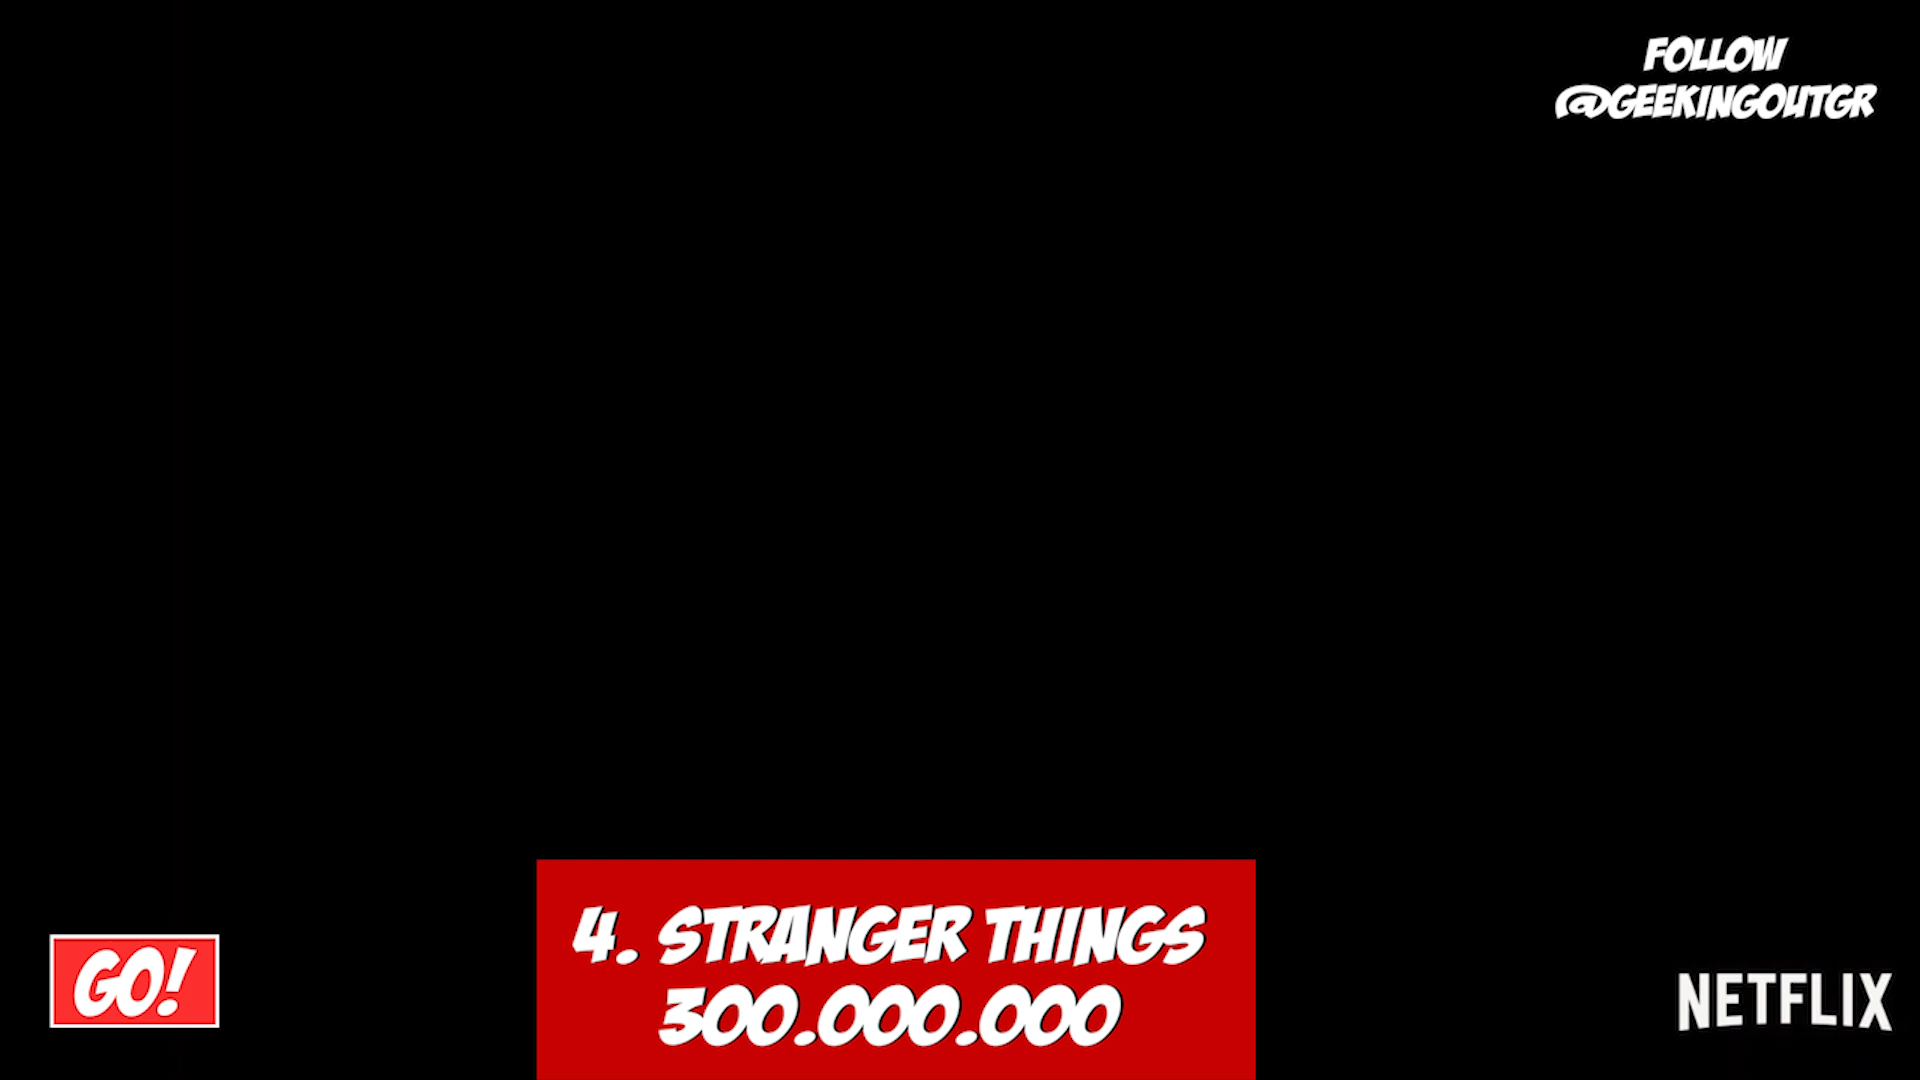 FOLLOW
@GEEKINGOUTGR
4. STRANGER THINGS
300.000.000
GO!
NETFLIX